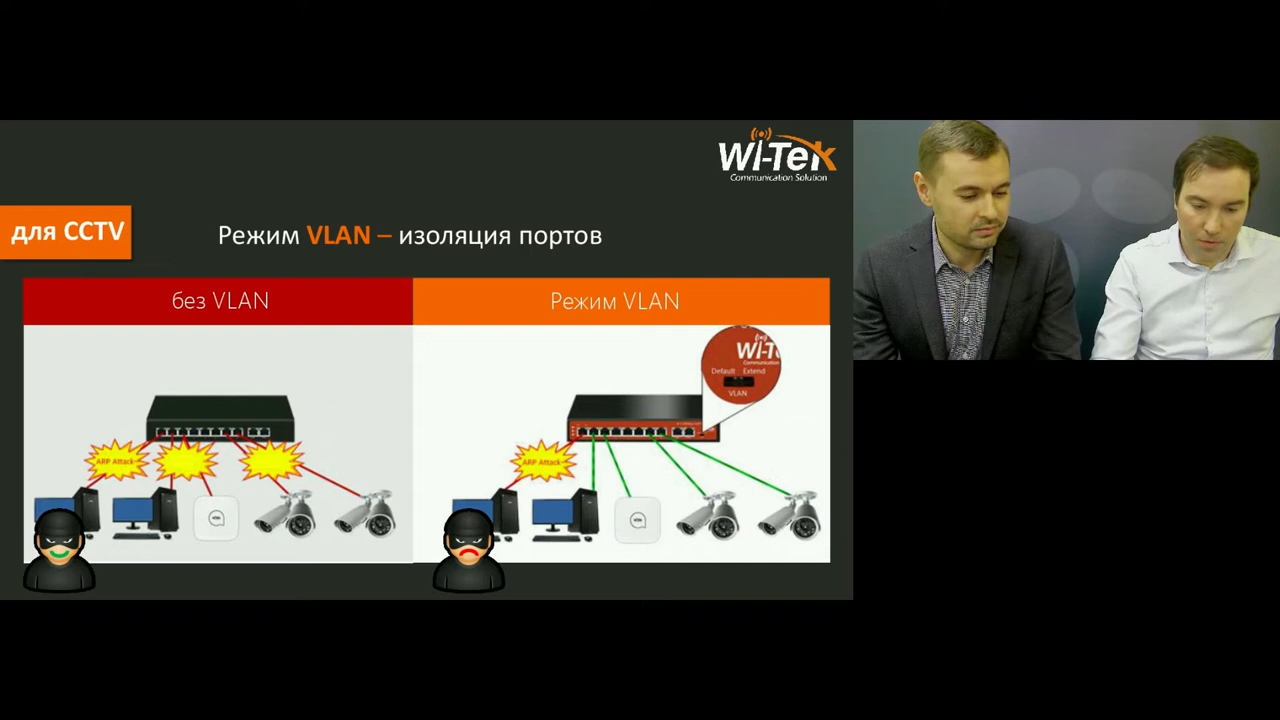 Wi-Tek
Communication Solution
для CCTV
Режим VLAN – изоляция портов
без VLAN
Режим VLAN
Communication
Default Extend
VLAN
ARP Attack
ARP Attack